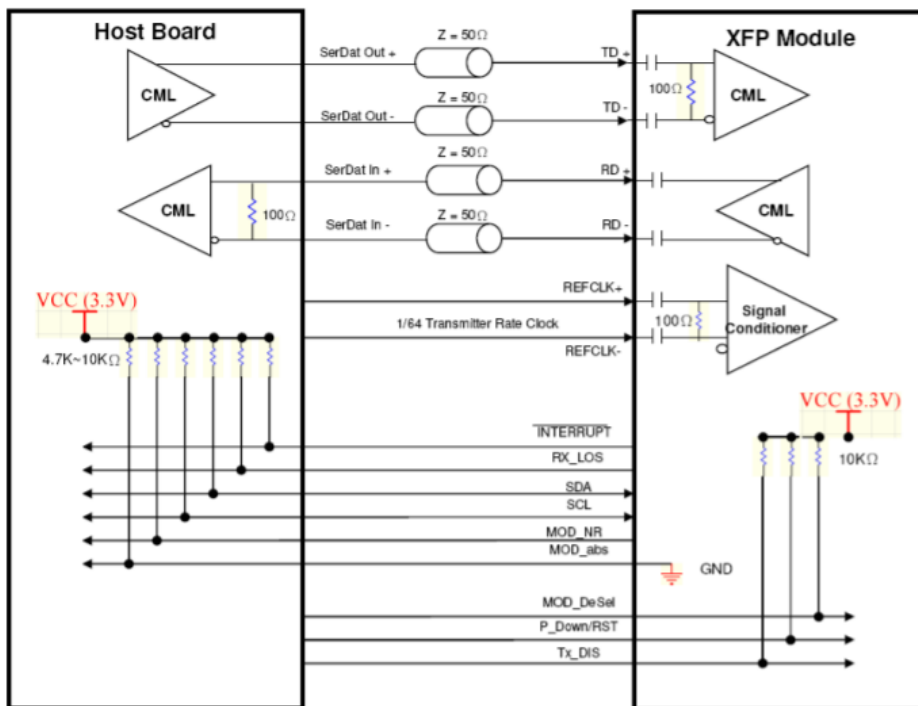 Host Board
XFP Module
SerDat Out +
Z = 50Ω
TD +
CML
100Ω
CML
SerDat Out -
Z = 50Ω
TD -
SerDat In +
Z = 50Ω
RD +
CML
100Ω
CML
SerDat In -
Z = 50Ω
RD -
REFCLK+
VCC (3.3V)
1/64 Transmitter Rate Clock
100Ω
Signal
Conditioner
REFCLK-
4.7K~10KΩ
VCC (3.3V)
INTERRUPT
RX_LOS
10KΩ
SDA
SCL
MOD_NR
MOD_abs
GND
MOD_DeSel
P_Down/RST
Tx_DIS